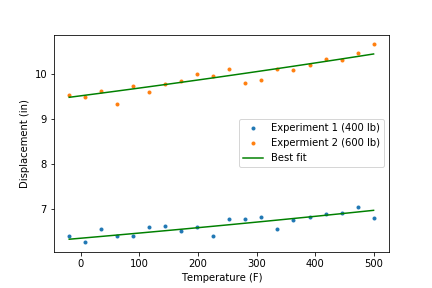 10
9
8
7
Displacement (in)
Experiment 1 (400 lb)
Expermient 2 (600 lb)
Best fit
0 100 200 300 400 500
Temperature (F)